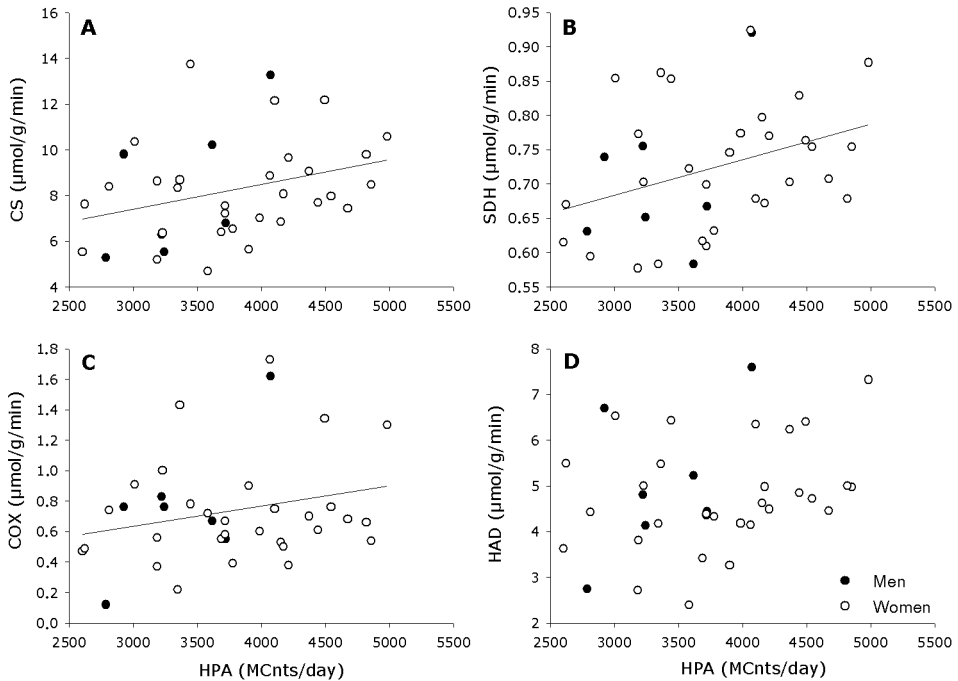 A
CS (µmol/g/min)
16
14
12
10
8
6
4
2500 3000 3500 4000 4500 5000 5500
B
SDH (µmol/g/min)
0.95
0.90
0.85
0.80
0.75
0.70
0.65
0.60
0.55
2500 3000 3500 4000 4500 5000 5500
C
COX (µmol/g/min)
1.8
1.6
1.4
1.2
1.0
0.8
0.6
0.4
0.2
0.0
2500 3000 3500 4000 4500 5000 5500
HPA (MCnts/day)
D
HAD (µmol/g/min)
8
7
6
5
4
3
2
Men
Women
2500 3000 3500 4000 4500 5000 5500
HPA (MCnts/day)